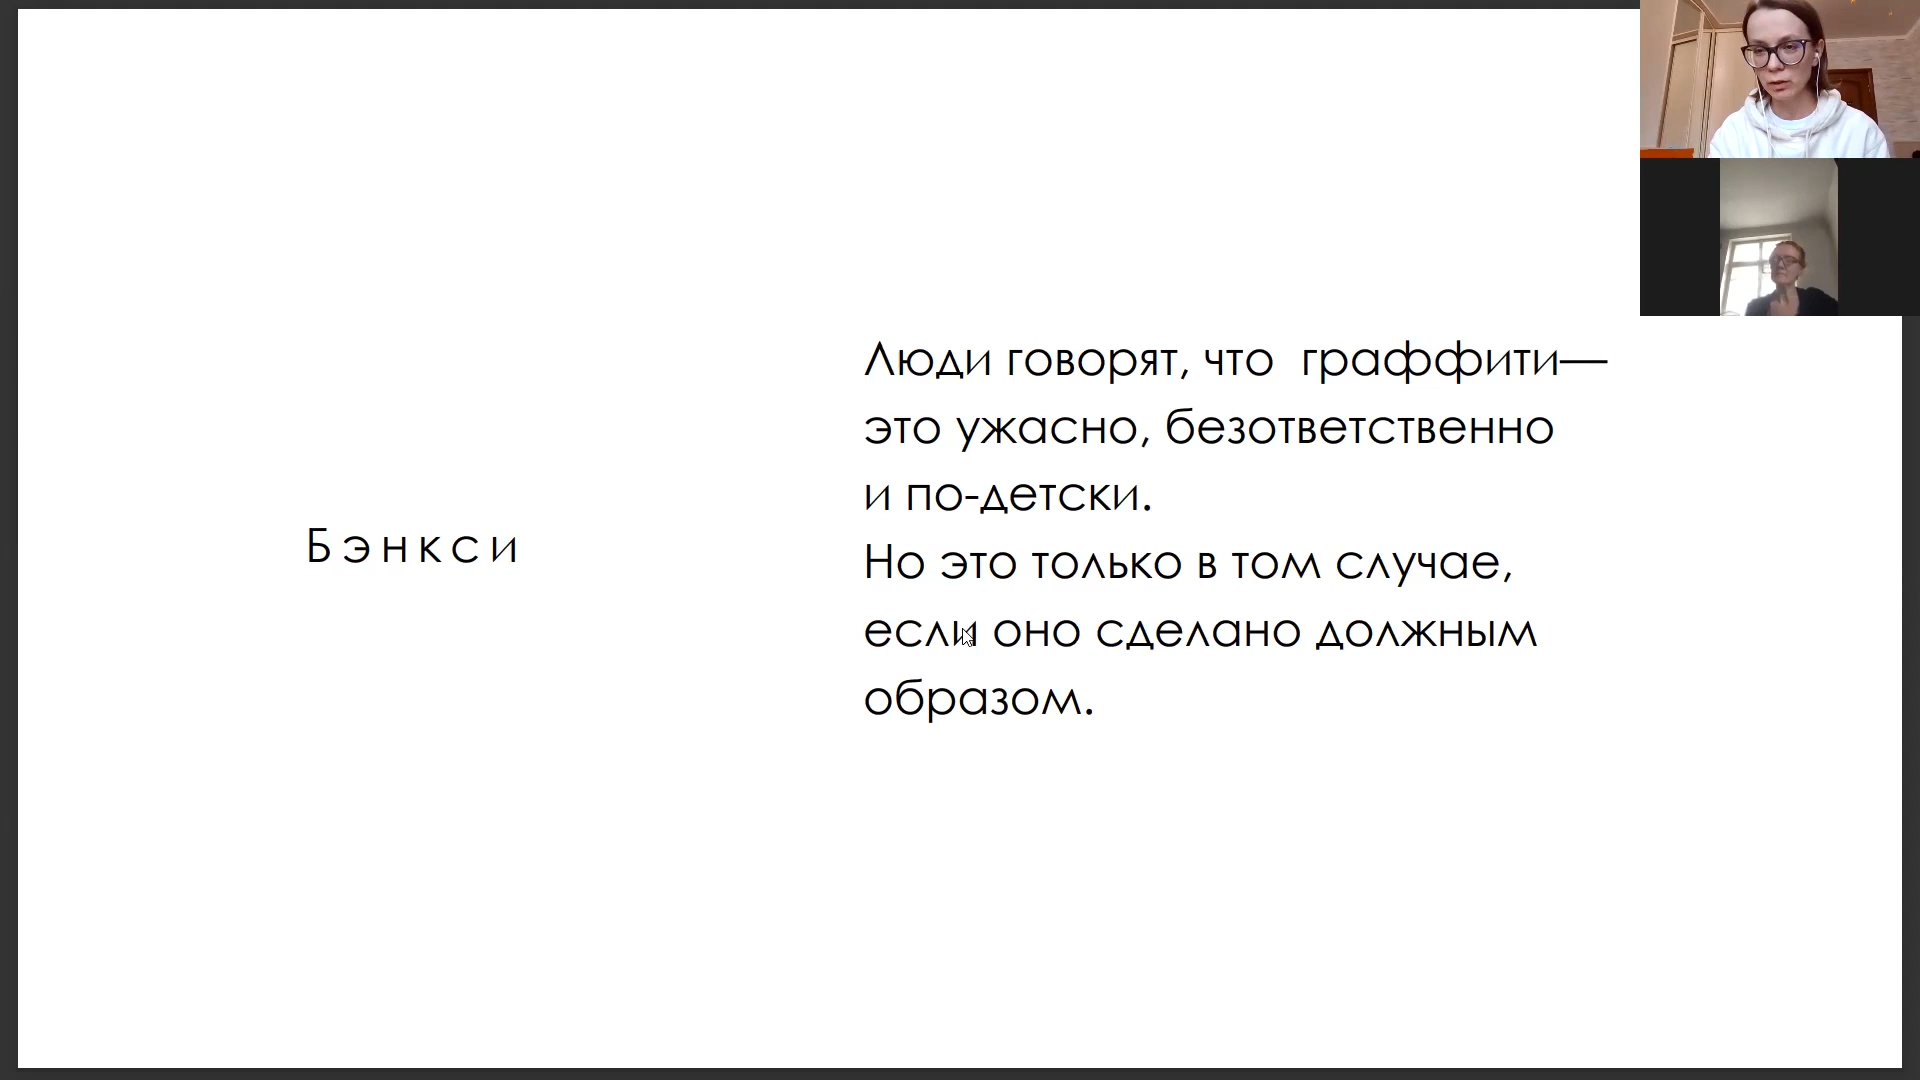 Бэнкси
Люди говорят, что граффити—
это ужасно, безответственно
и по-детски.
Но это только в том случае,
если оно сделано должным
образом.